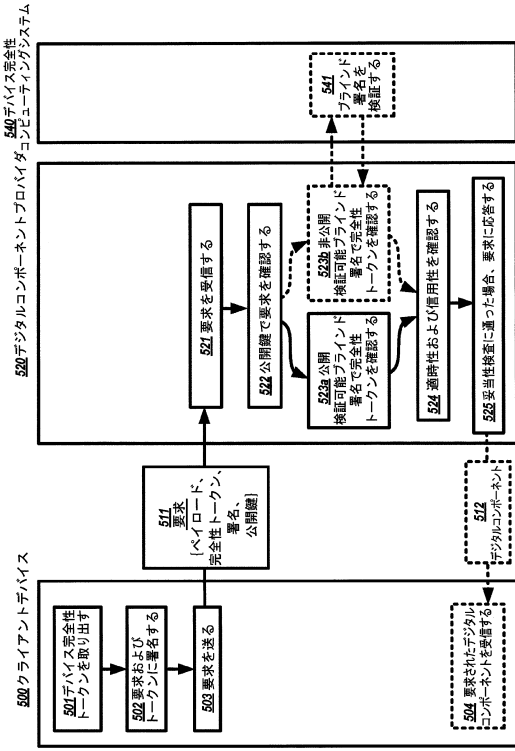 500 クライアントデバイス
501 デバイス完全性
トークンを取り出す
502 要求および
トークンに署名する
503 要求を送る
504 要求されたデジタル
コンポーネントを受信する
511
要求
{ペイロード、
完全性トークン、
署名、
公開鍵}
512
デジタルコンポーネント
520 デジタルコンポーネントプロバイダ
521 要求を受信する
522 公開鍵で要求を確認する
523a 公開
検証可能ブラインド
署名で完全性
トークンを確認する
523b 非公開
検証可能ブラインド
署名で完全性
トークンを確認する
524 適時性および信用性を確認する
525 妥当性検査に通った場合、要求に応答する
540 デバイス完全性
コンピューティングシステム
541
ブラインド
署名を
検証する